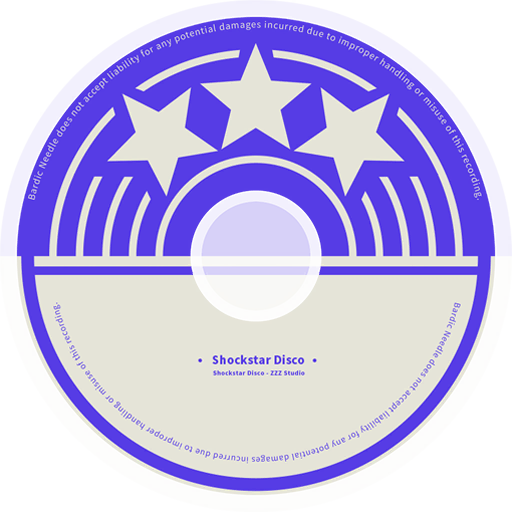 Bardic Needle does not accept liability for any potential damages incurred due to improper handling or misuse of this recording.
• Shockstar Disco •
Shockstar Disco - ZZZ Studio
Bardic Needle does not accept liability for any potential damages incurred due to improper handling or misuse of this recording.